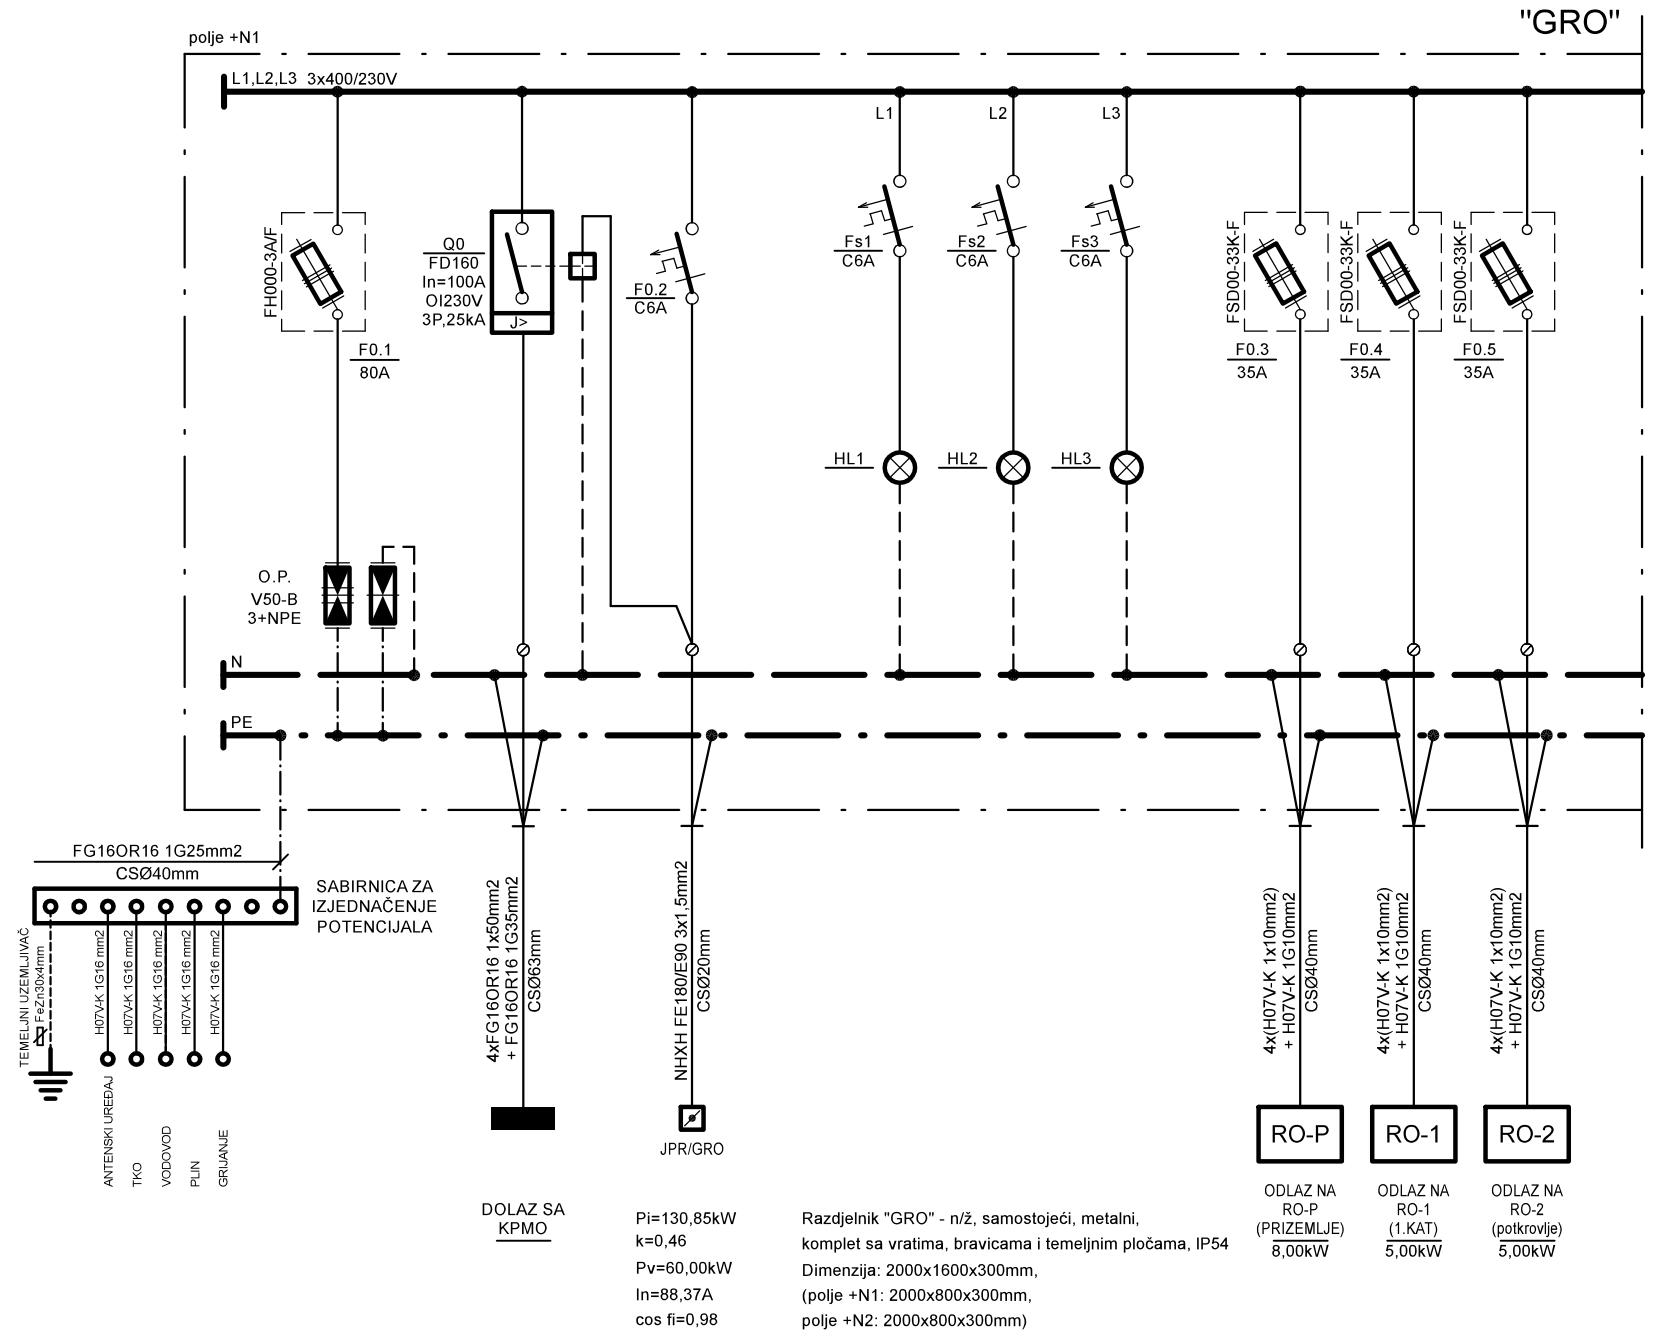 "GRO"
polje +N1
L1,L2,L3 3x400/230V
L1
L2
L3
FH000-3A/F
F0.1
80A
Q0
FD160
In=100A
OI230V
3P,25kA
J>
F0.2
C6A
Fs1
C6A
Fs2
C6A
Fs3
C6A
FSD00-33K-F
F0.3
35A
FSD00-33K-F
F0.4
35A
FSD00-33K-F
F0.5
35A
HL1
HL2
HL3
O.P.
V50-B
3+NPE
N
PE
FG16OR16 1G25mm2
CSØ40mm
SABIRNICA ZA
IZJEDNAČENJE
POTENCIJALA
TEMELJNI UZEMLJIVAČ
FeZn30x4mm
H07V-K 1G16 mm2
H07V-K 1G16 mm2
H07V-K 1G16 mm2
H07V-K 1G16 mm2
H07V-K 1G16 mm2
ANTENSKI UREĐAJ
TKO
VODOVOD
PLIN
GRIJANJE
4xFG16OR16 1x50mm2
+ FG16OR16 1G35mm2
CSØ63mm
NHXH FE180/E90 3x1,5mm2
CSØ20mm
4x(H07V-K 1x10mm2)
+ H07V-K 1G10mm2)
CSØ40mm
4x(H07V-K 1x10mm2)
+ H07V-K 1G10mm2)
CSØ40mm
4x(H07V-K 1x10mm2)
+ H07V-K 1G10mm2)
CSØ40mm
JPR/GRO
RO-P
RO-1
RO-2
DOLAZ SA
KPMO
ODLAZ NA
RO-P
(PRIZEMLJE)
8,00kW
ODLAZ NA
RO-1
(1.KAT)
5,00kW
ODLAZ NA
RO-2
(potkrovlje)
5,00kW
Pi=130,85kW
k=0,46
Pv=60,00kW
In=88,37A
cos fi=0,98
Razdjelnik "GRO" - n/ž, samostojeći, metalni,
komplet sa vratima, bravicama i temeljnim pločama, IP54
Dimenzija: 2000x1600x300mm,
(polje +N1: 2000x800x300mm,
polje +N2: 2000x800x300mm)